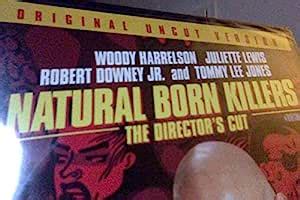 ORIGINAL UNCUT VERSION
WOODY HARRELSON JULIETTE LEWIS
ROBERT DOWNEY JR. and TOMMY LEE JONES
NATURAL BORN KILLERS
THE DIRECTOR'S CUT